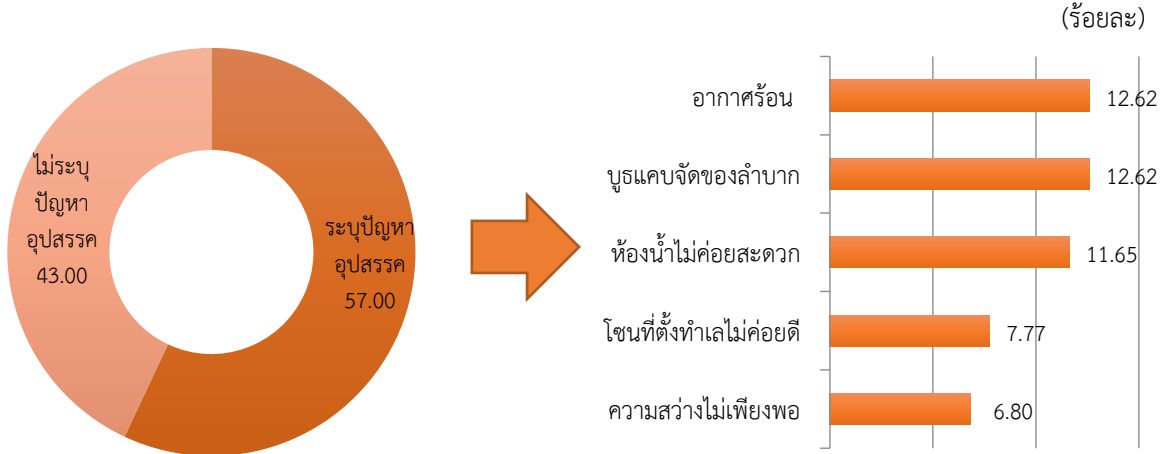 ไม่ระบุ
ปัญหา
อุปสรรค
43.00
ระบุปัญหา
อุปสรรค
57.00
(ร้อยละ)
อากาศร้อน 12.62
บูธแคบจัดของลำบาก 12.62
ห้องน้ำไม่ค่อยสะดวก 11.65
โซนที่ตั้งทำเลไม่ค่อยดี 7.77
ความสว่างไม่เพียงพอ 6.80